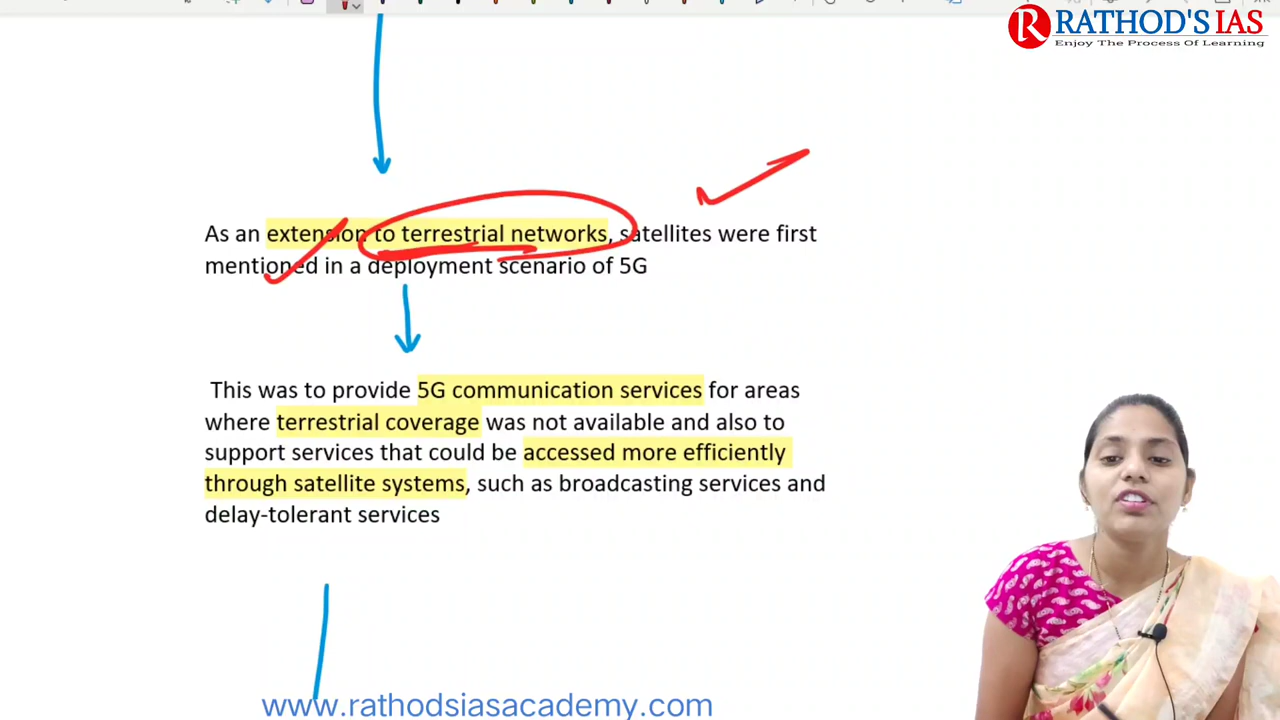 RATHOD'S IAS
Enjoy The Process Of Learning
As an extension to terrestrial networks, satellites were first
mentioned in a deployment scenario of 5G
This was to provide 5G communication services for areas
where terrestrial coverage was not available and also to
support services that could be accessed more efficiently
through satellite systems, such as broadcasting services and
delay-tolerant services
www.rathodsiasacademy.com